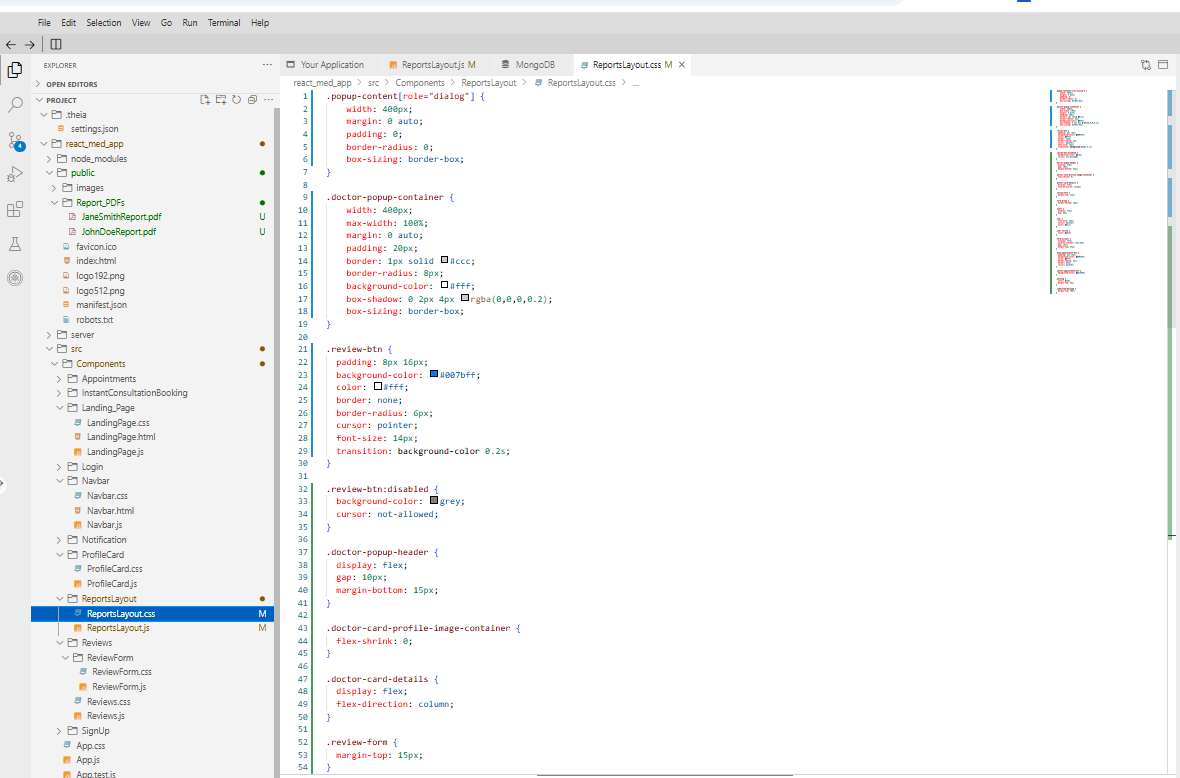 File Edit Selection View Go Run Terminal Help
EXPLORER
OPEN EDITORS
PROJECT
.theia
settings.json
react_med_app
node_modules
public
images
Report_PDFs
JaneSmithReport.pdf U
JohnDoeReport.pdf U
favicon.ico
index.html
logo192.png
logo512.png
manifest.json
robots.txt
server
src
Components
Appointments
InstantConsultationBooking
Landing_Page
LandingPage.css
LandingPage.html
LandingPage.js
Login
Navbar
Navbar.css
Navbar.html
Navbar.js
Notification
ProfileCard
ProfileCard.css
ProfileCard.js
ReportsLayout
ReportsLayout.css M
ReportsLayout.js M
Reviews
ReviewForm
ReviewForm.css
ReviewForm.js
Reviews.css
Reviews.js
SignUp
App.css
App.js
App.test.js
4
Your Application ReportsLayout.js M MongoDB ReportsLayout.css M
react_med_app > src > Components > ReportsLayout > ReportsLayout.css > ...
1 .popup-content[role="dialog"] {
2 width: 400px;
3 margin: 0 auto;
4 padding: 0;
5 border-radius: 0;
6 box-sizing: border-box;
7 }
8
9 .doctor-popup-container {
10 width: 400px;
11 max-width: 100%;
12 margin: 0 auto;
13 padding: 20px;
14 border: 1px solid #ccc;
15 border-radius: 8px;
16 background-color: #fff;
17 box-shadow: 0 2px 4px rgba(0,0,0,0.2);
18 box-sizing: border-box;
19 }
20
21 .review-btn {
22 padding: 8px 16px;
23 background-color: #007bff;
24 color: #fff;
25 border: none;
26 border-radius: 6px;
27 cursor: pointer;
28 font-size: 14px;
29 transition: background-color 0.2s;
30 }
31
32 .review-btn:disabled {
33 background-color: grey;
34 cursor: not-allowed;
35 }
36
37 .doctor-popup-header {
38 display: flex;
39 gap: 10px;
40 margin-bottom: 15px;
41 }
42
43 .doctor-card-profile-image-container {
44 flex-shrink: 0;
45 }
46
47 .doctor-card-details {
48 display: flex;
49 flex-direction: column;
50 }
51
52 .review-form {
53 margin-top: 15px;
54 }